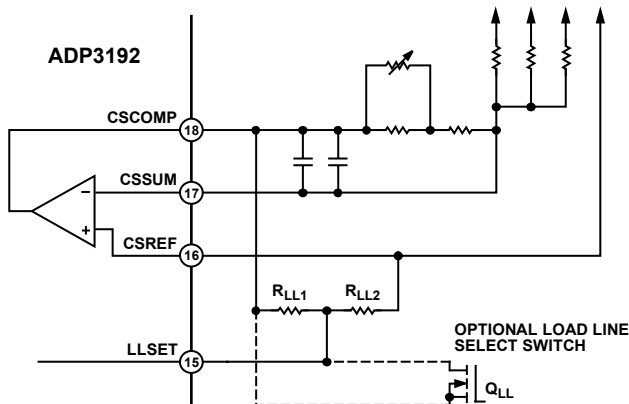 ADP3192
CSCOMP
18
CSSUM
17
CSREF
16
RLL1
RLL2
OPTIONAL LOAD LINE
SELECT SWITCH
LLSET
15
QLL
−
+